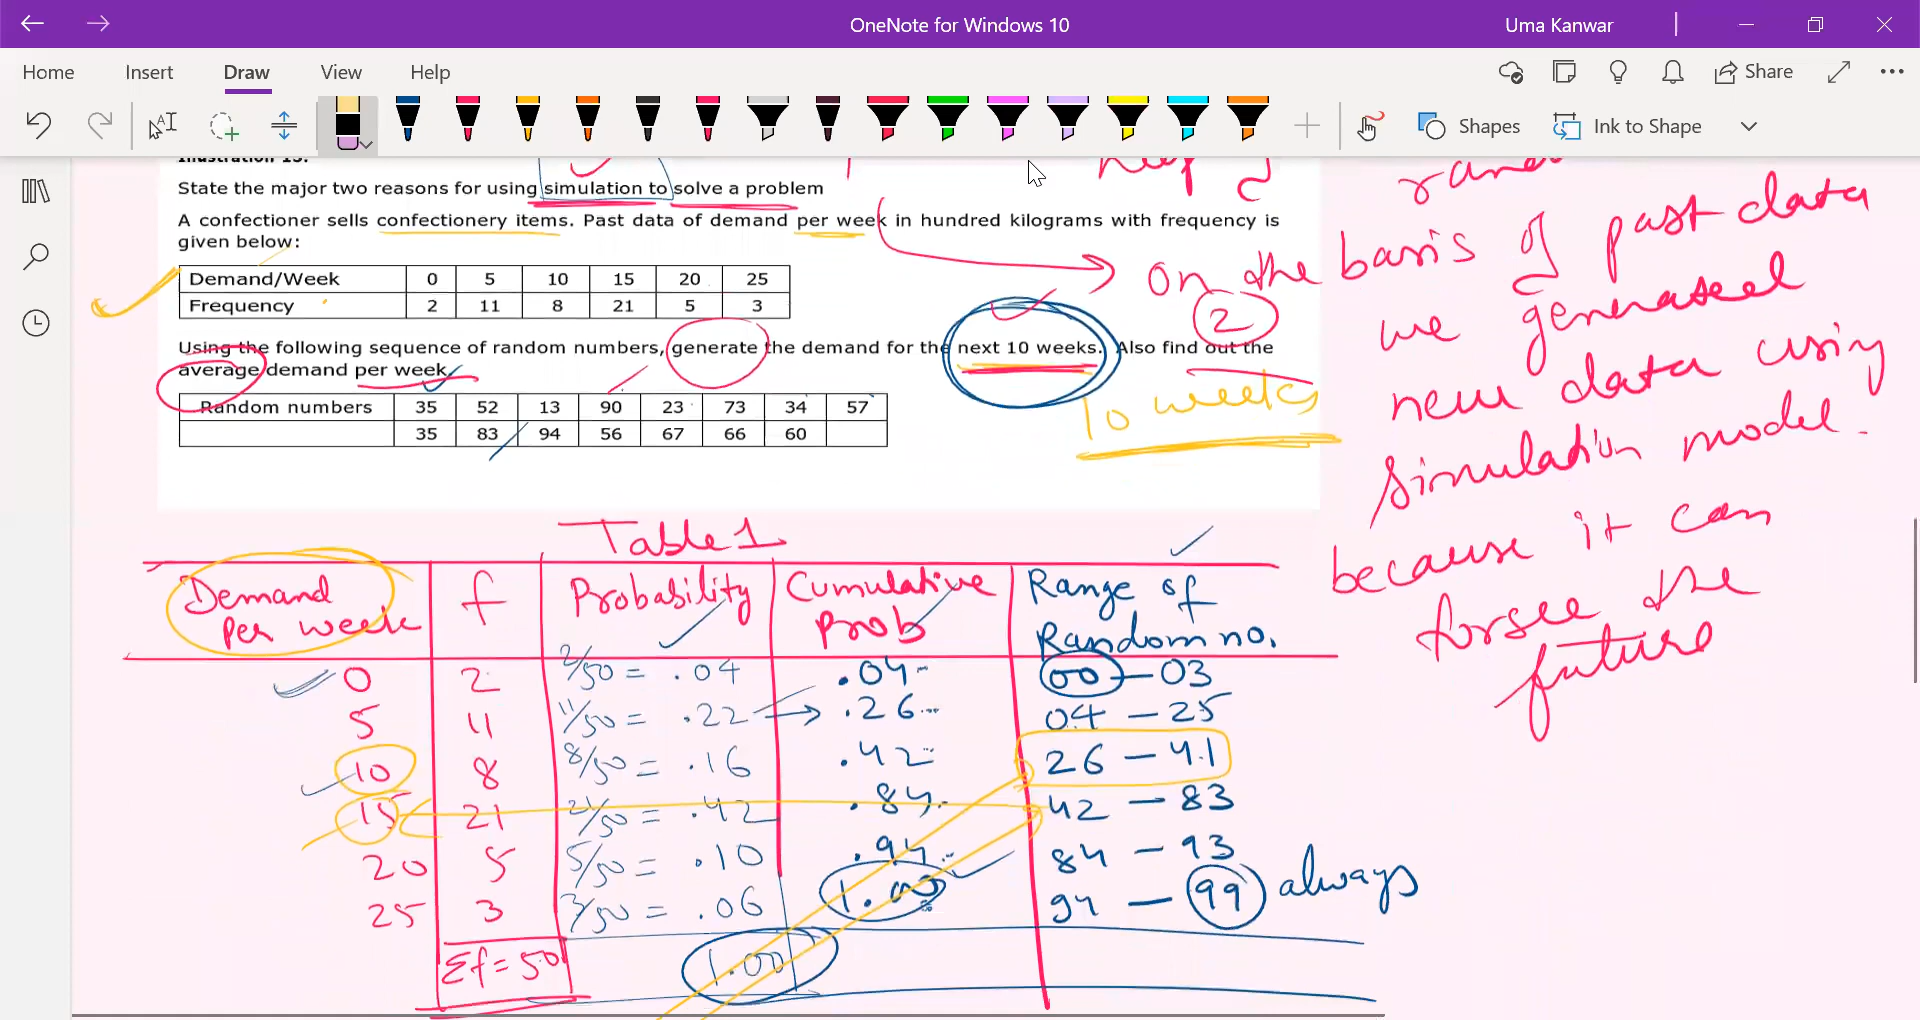 OneNote for Windows 10
Uma Kanwar
Home Insert Draw View Help
Share
Shapes
Ink to Shape
Illustration 13:
State the major two reasons for using simulation to solve a problem
A confectioner sells confectionery items. Past data of demand per week in hundred kilograms with frequency is
given below:
Demand/Week 0 5 10 15 20 25
Frequency 2 11 8 21 5 3
Using the following sequence of random numbers, generate the demand for the next 10 weeks. Also find out the
average demand per week.
Random numbers 35 52 13 90 23 73 34 57
35 83 94 56 67 66 60
2
10 weeks
On the basis of past data
we generated
new data using
simulation model.
because it can
forsee the
future
Table 1
Demand per week f Probability Cumulative Prob Range of Random no.
0 2 2/50 = .04 .04 00 – 03
5 11 11/50 = .22 .26 04 – 25
10 8 8/50 = .16 .42 26 – 41
15 21 21/50 = .42 .84 42 – 83
20 5 5/50 = .10 .94 84 – 93
25 3 3/50 = .06 1.00 94 – 99 always
Σf = 50 1.00